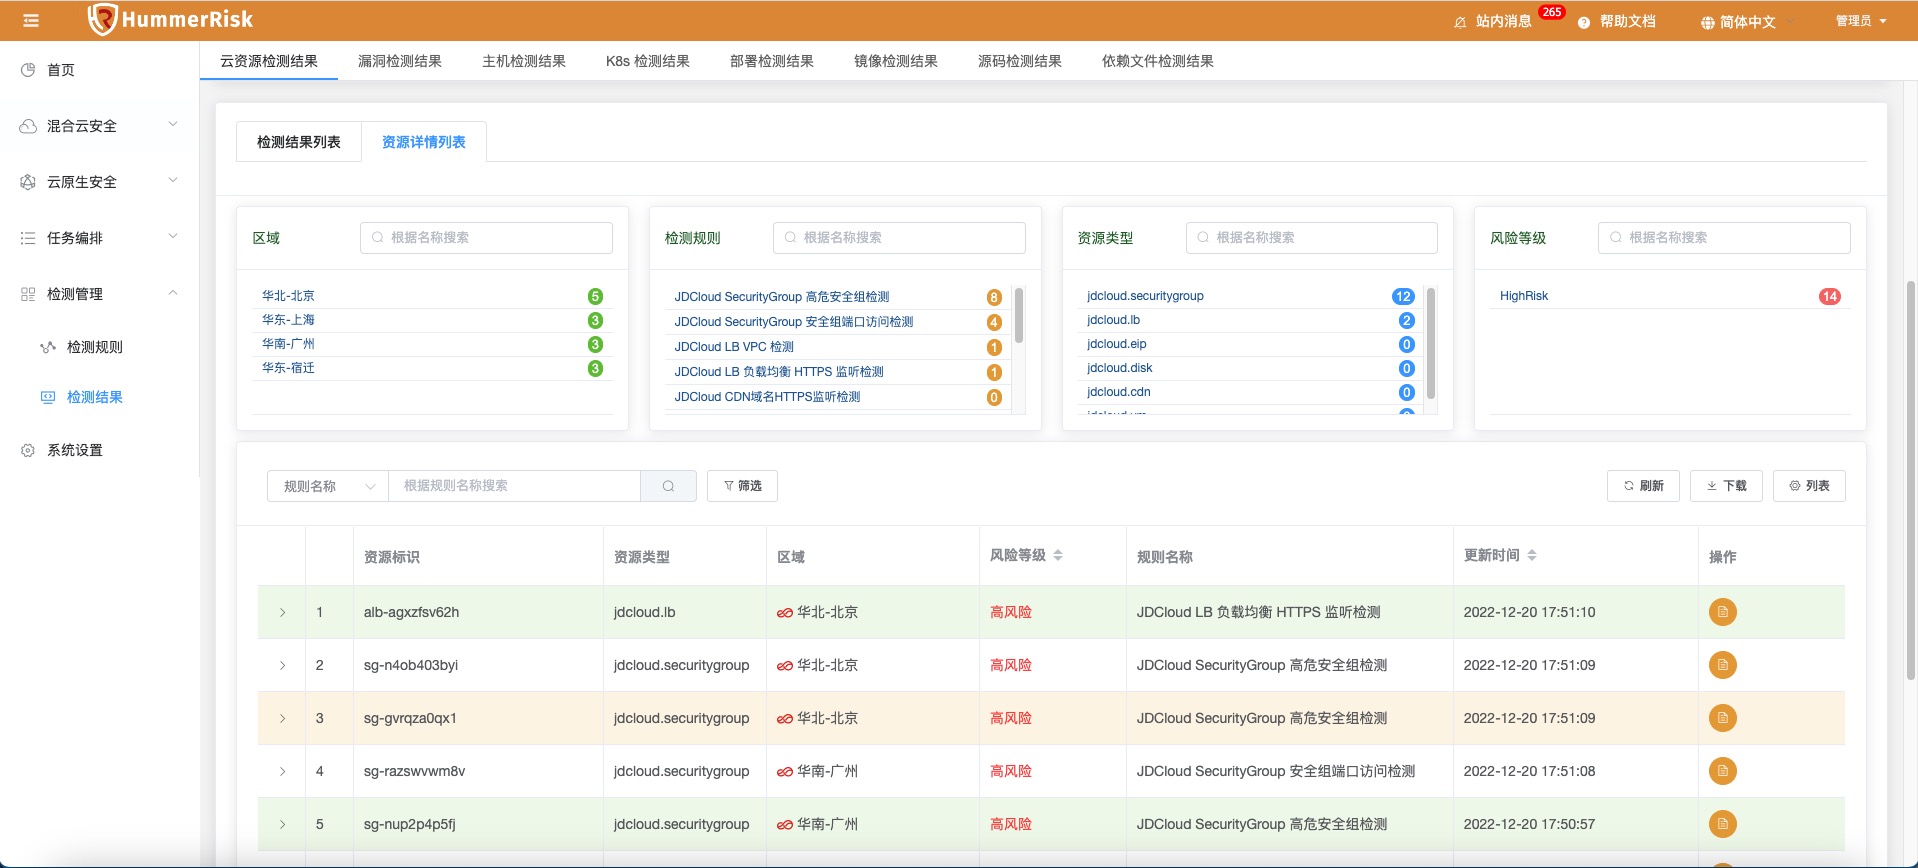 HummerRisk
站内消息 265
帮助文档
简体中文
管理员
首页
混合云安全
云原生安全
任务编排
检测管理
检测规则
检测结果
系统设置
云资源检测结果 漏洞检测结果 主机检测结果 K8s 检测结果 部署检测结果 镜像检测结果 源码检测结果 依赖文件检测结果
检测结果列表 资源详情列表
区域 根据名称搜索
华北-北京 5
华东-上海 3
华南-广州 3
华东-宿迁 3
检测规则 根据名称搜索
JDCloud SecurityGroup 高危安全组检测 8
JDCloud SecurityGroup 安全组端口访问检测 4
JDCloud LB VPC 检测 1
JDCloud LB 负载均衡 HTTPS 监听检测 1
JDCloud CDN域名HTTPS监听检测 0
资源类型 根据名称搜索
jdcloud.securitygroup 12
jdcloud.lb 2
jdcloud.eip 0
jdcloud.disk 0
jdcloud.cdn 0
风险等级 根据名称搜索
HighRisk 14
规则名称 根据规则名称搜索 筛选 刷新 下载 列表
资源标识 资源类型 区域 风险等级 规则名称 更新时间 操作
1 alb-agxzfsv62h jdcloud.lb 华北-北京 高风险 JDCloud LB 负载均衡 HTTPS 监听检测 2022-12-20 17:51:10
2 sg-n4ob403byi jdcloud.securitygroup 华北-北京 高风险 JDCloud SecurityGroup 高危安全组检测 2022-12-20 17:51:09
3 sg-gvrqza0qx1 jdcloud.securitygroup 华北-北京 高风险 JDCloud SecurityGroup 高危安全组检测 2022-12-20 17:51:09
4 sg-razswvwm8v jdcloud.securitygroup 华南-广州 高风险 JDCloud SecurityGroup 安全组端口访问检测 2022-12-20 17:51:08
5 sg-nup2p4p5fj jdcloud.securitygroup 华南-广州 高风险 JDCloud SecurityGroup 高危安全组检测 2022-12-20 17:50:57